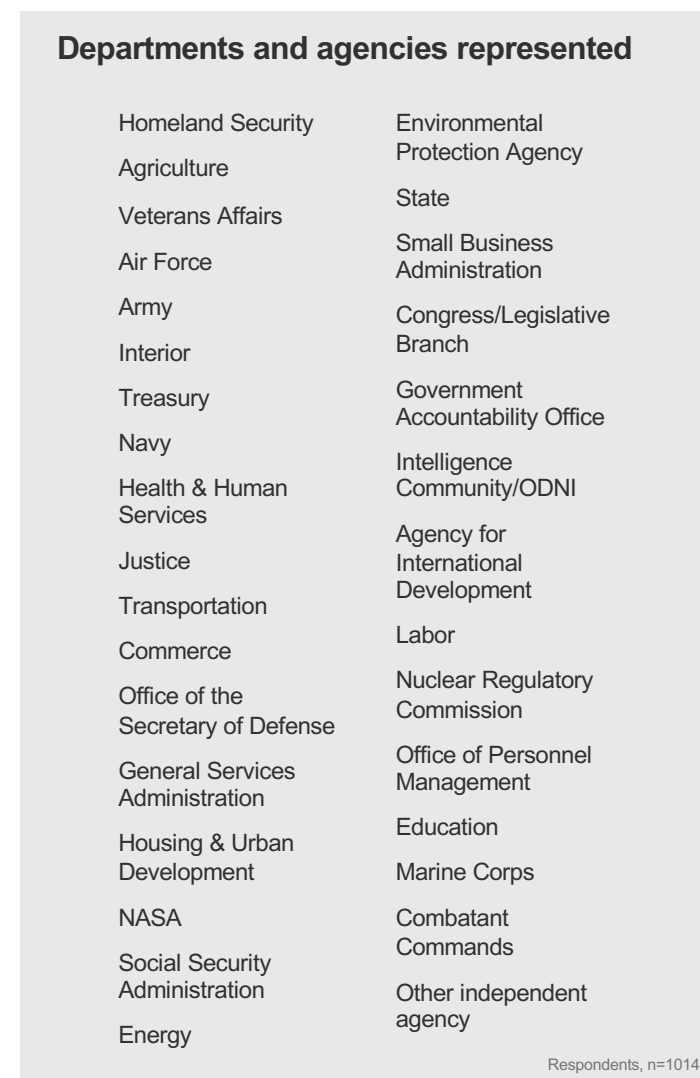 Departments and agencies represented
Homeland Security
Agriculture
Veterans Affairs
Air Force
Army
Interior
Treasury
Navy
Health & Human
Services
Justice
Transportation
Commerce
Office of the
Secretary of Defense
General Services
Administration
Housing & Urban
Development
NASA
Social Security
Administration
Energy
Environmental
Protection Agency
State
Small Business
Administration
Congress/Legislative
Branch
Government
Accountability Office
Intelligence
Community/ODNI
Agency for
International
Development
Labor
Nuclear Regulatory
Commission
Office of Personnel
Management
Education
Marine Corps
Combatant
Commands
Other independent
agency
Respondents, n=1014